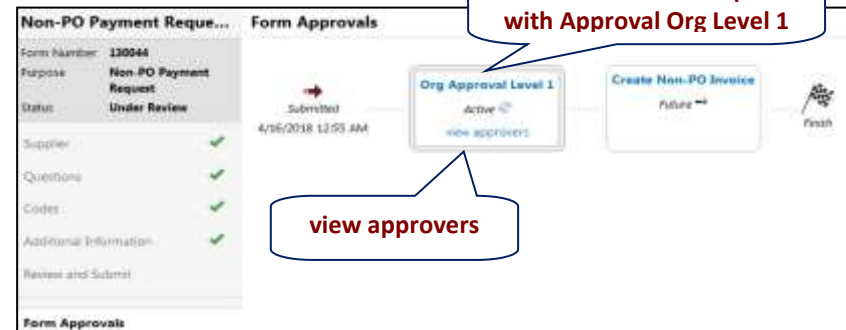 Non-PO Payment Reque...
Form Approvals
with Approval Org Level 1
Form Number 130044
Purpose Non-PO Payment Request
Status Under Review
Submitted
4/16/2018 12:55 AM
Org Approval Level 1
Active
view approvers
Create Non-PO Invoice
Future
Finish
Supplier
Questions
Codes
Additional Information
Review and Submit
view approvers
Form Approvals